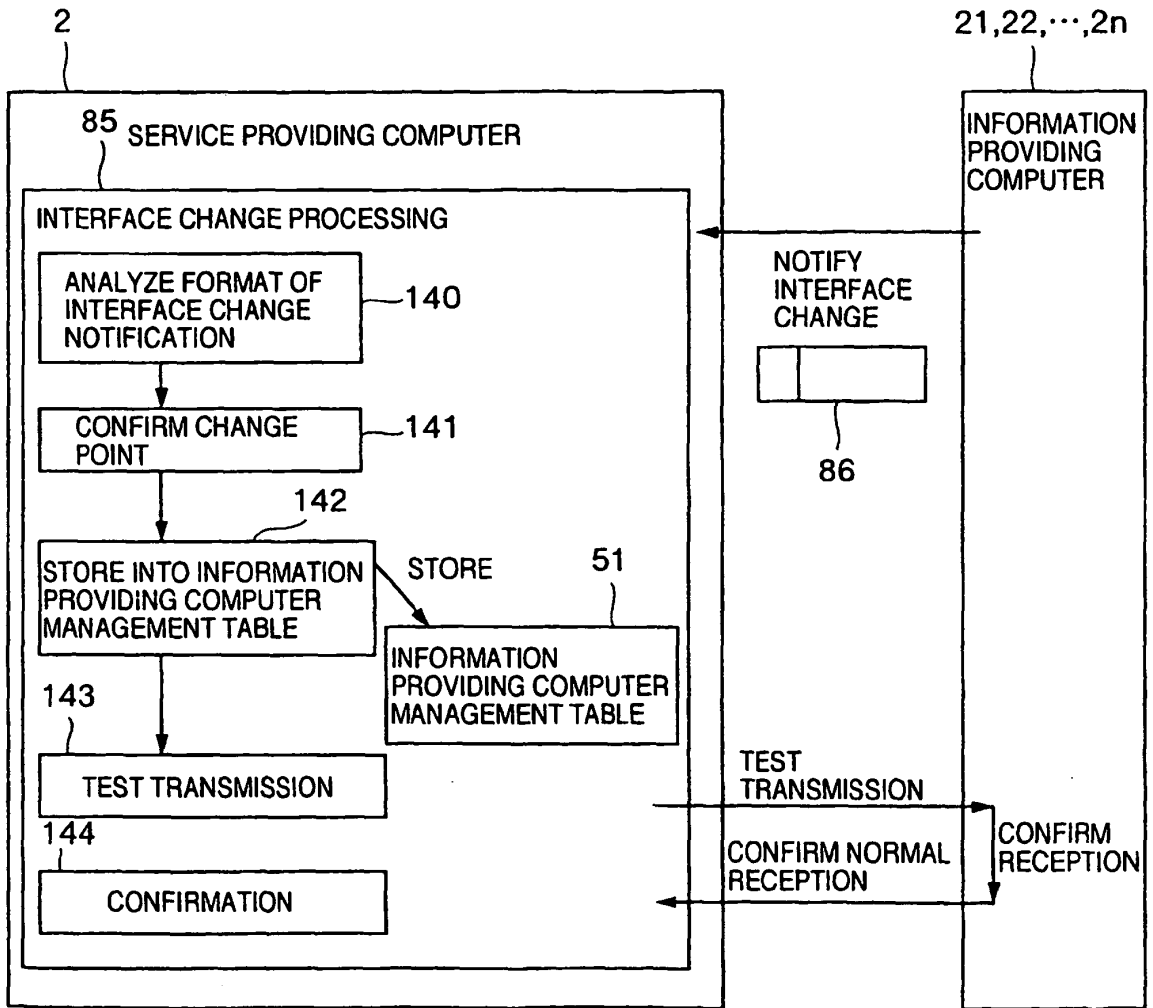 2
21,22,···,2n
85
SERVICE PROVIDING COMPUTER
INFORMATION
PROVIDING
COMPUTER
INTERFACE CHANGE PROCESSING
ANALYZE FORMAT OF
INTERFACE CHANGE
NOTIFICATION
140
NOTIFY
INTERFACE
CHANGE
86
CONFIRM CHANGE
POINT
141
142
STORE INTO INFORMATION
PROVIDING COMPUTER
MANAGEMENT TABLE
STORE
51
INFORMATION
PROVIDING COMPUTER
MANAGEMENT TABLE
143
TEST TRANSMISSION
TEST
TRANSMISSION
CONFIRM
RECEPTION
CONFIRM NORMAL
RECEPTION
144
CONFIRMATION